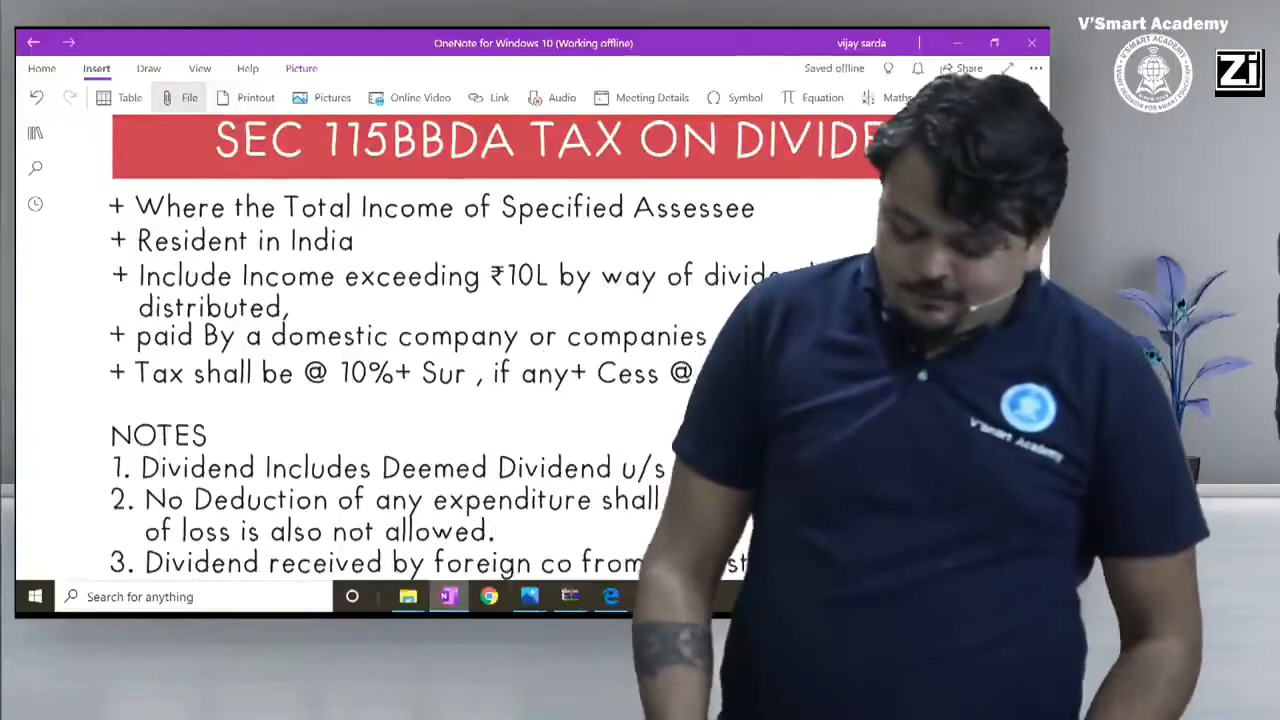 V'Smart Academy
OneNote for Windows 10 (Working offline)
vijay sarda
Home Insert Draw View Help Picture
Saved offline
Share
Table File Printout Pictures Online Video Link Audio Meeting Details Symbol Equation
SEC 115BBDA TAX ON
+ Where the Total Income of Specified Assessee
+ Resident in India
+ Include Income exceeding ₹10L by way of
distributed,
+ paid By a domestic company or companies
+ Tax shall be @ 10%+ Sur , if any+ Cess @
NOTES
1. Dividend Includes Deemed Dividend u/s
2. No Deduction of any expenditure shall
of loss is also not allowed.
3. Dividend received by foreign co from
Search for anything
Zi
V'Smart Academy